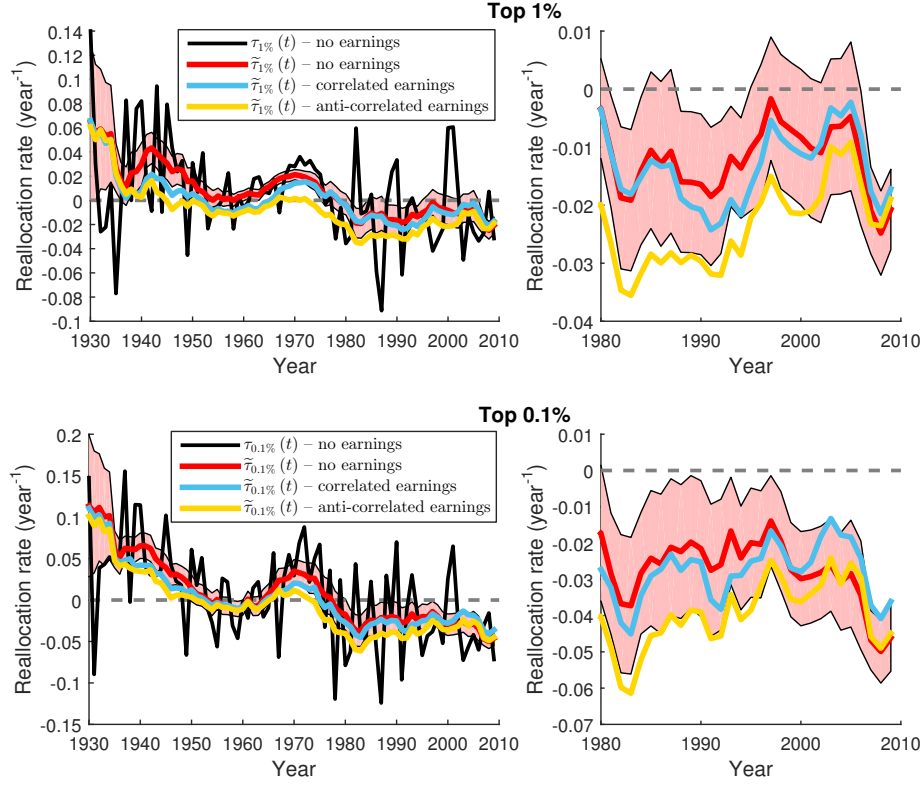 Top 1%
0.14
0.12
0.1
0.08
0.06
0.04
0.02
0
-0.02
-0.04
-0.06
-0.08
-0.1
Reallocation rate (year⁻¹)
τ₁% (t) – no earnings
τ̃₁% (t) – no earnings
τ̃₁% (t) – correlated earnings
τ̃₁% (t) – anti-correlated earnings
1930 1940 1950 1960 1970 1980 1990 2000 2010
Year
0.01
0
-0.01
-0.02
-0.03
-0.04
Reallocation rate (year⁻¹)
1980 1990 2000 2010
Year
Top 0.1%
0.2
0.15
0.1
0.05
0
-0.05
-0.1
-0.15
Reallocation rate (year⁻¹)
τ₀.₁% (t) – no earnings
τ̃₀.₁% (t) – no earnings
τ̃₀.₁% (t) – correlated earnings
τ̃₀.₁% (t) – anti-correlated earnings
1930 1940 1950 1960 1970 1980 1990 2000 2010
Year
0.01
0
-0.01
-0.02
-0.03
-0.04
-0.05
-0.06
-0.07
Reallocation rate (year⁻¹)
1980 1990 2000 2010
Year